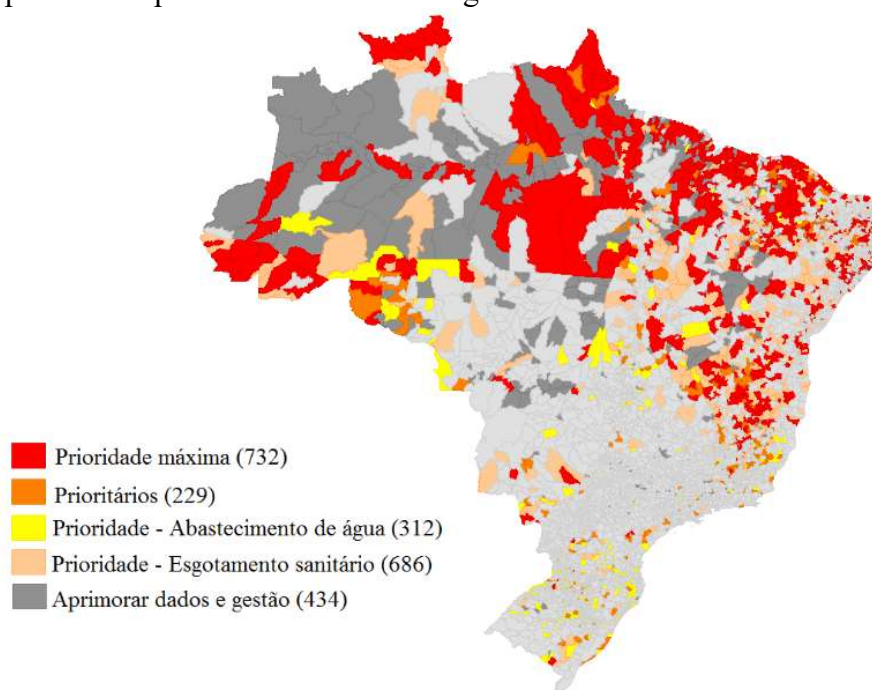 Prioridade máxima (732)
Prioritários (229)
Prioridade - Abastecimento de água (312)
Prioridade - Esgotamento sanitário (686)
Aprimorar dados e gestão (434)